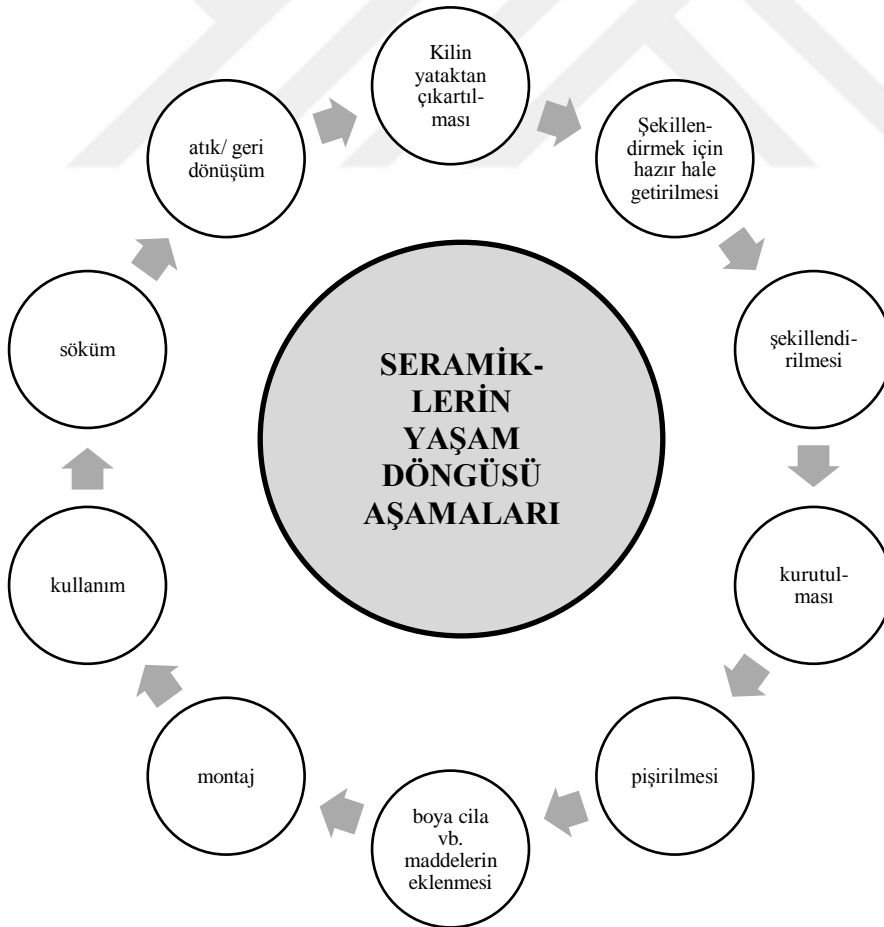 Kilin
yataktan
çıkartıl-
ması
Şekillen-
dirmek için
hazır hale
getirilmesi
şekillendi-
rilmesi
kurutul-
ması
pişirilmesi
boya cila
vb.
maddelerin
eklenmesi
montaj
kullanım
söküm
atık/ geri
dönüşüm
SERAMİK-
LERİN
YAŞAM
DÖNGÜSÜ
AŞAMALARI